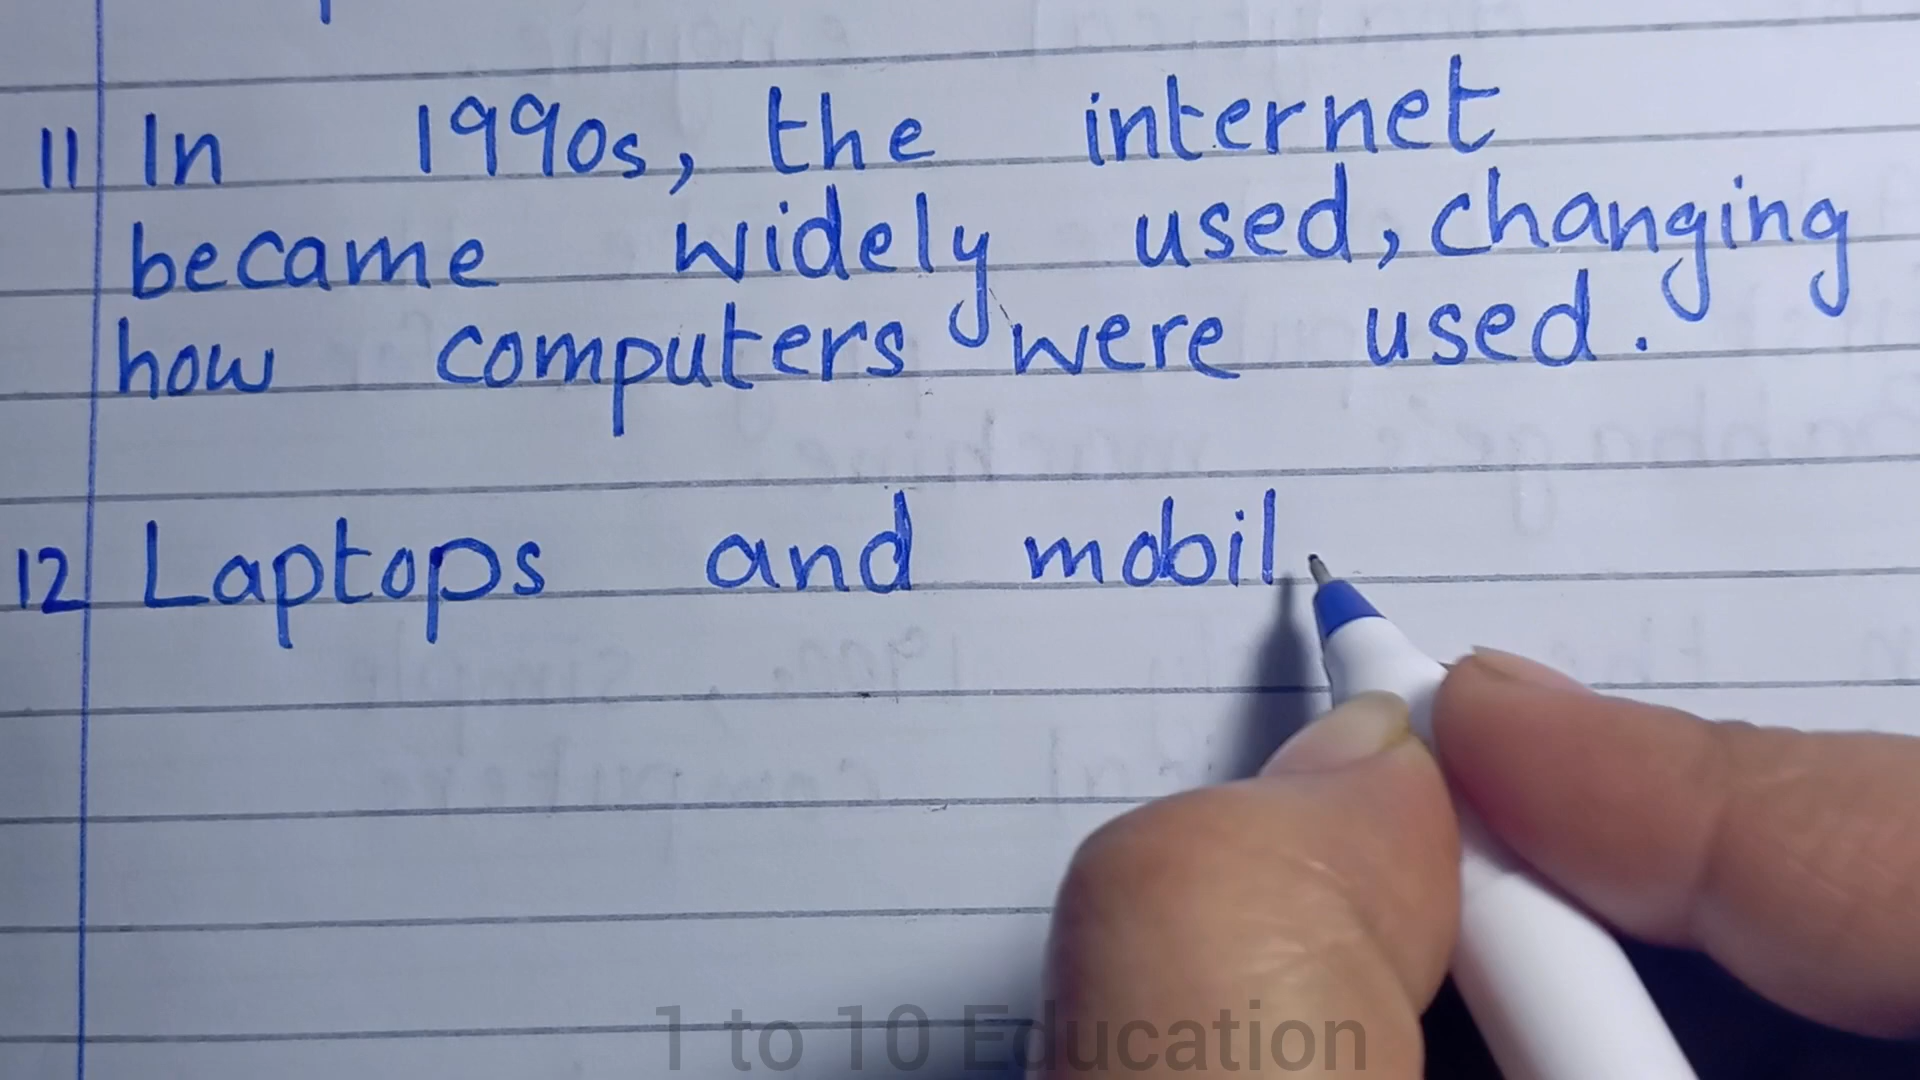 11 In 1990s, the internet
became widely used, changing
how computers were used.
12 Laptops and mobil
1 to 10 Education